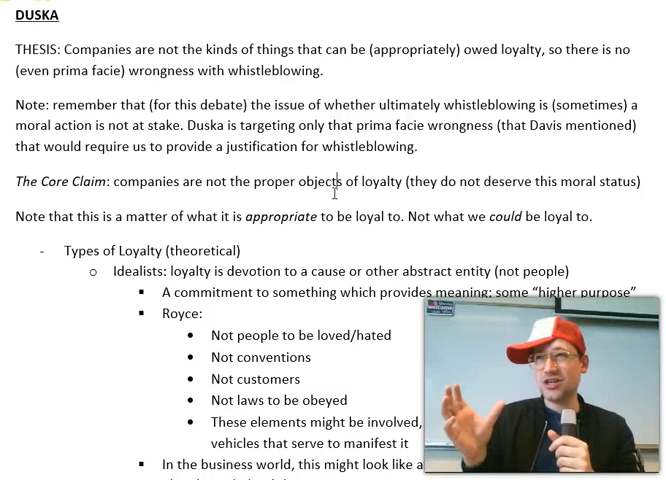 DUSKA
THESIS: Companies are not the kinds of things that can be (appropriately) owed loyalty, so there is no
(even prima facie) wrongness with whistleblowing.
Note: remember that (for this debate) the issue of whether ultimately whistleblowing is (sometimes) a
moral action is not at stake. Duska is targeting only that prima facie wrongness (that Davis mentioned)
that would require us to provide a justification for whistleblowing.
The Core Claim: companies are not the proper objects of loyalty (they do not deserve this moral status)
Note that this is a matter of what it is appropriate to be loyal to. Not what we could be loyal to.
- Types of Loyalty (theoretical)
o Idealists: loyalty is devotion to a cause or other abstract entity (not people)
▪ A commitment to something which provides meaning: some “higher purpose”
▪ Royce:
• Not people to be loved/hated
• Not conventions
• Not customers
• Not laws to be obeyed
• These elements might be involved,
vehicles that serve to manifest it
▪ In the business world, this might look like a